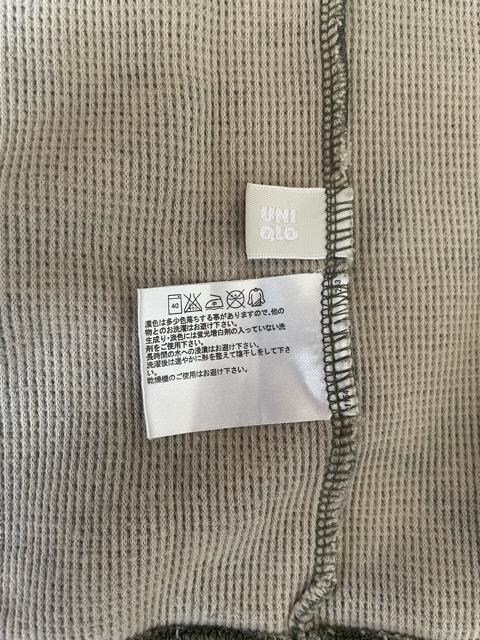 UNI
QLO
40
濃色は多少色落ちする事がありますので、他の
物とのお洗濯はお避け下さい。
生成り・淡色には蛍光増白剤の入っていない洗
剤をご使用下さい。
長時間の水への浸漬はお避け下さい。
洗濯後は速やかに形を整えて陰干しをして下さ
い。
乾燥機のご使用はお避け下さい。